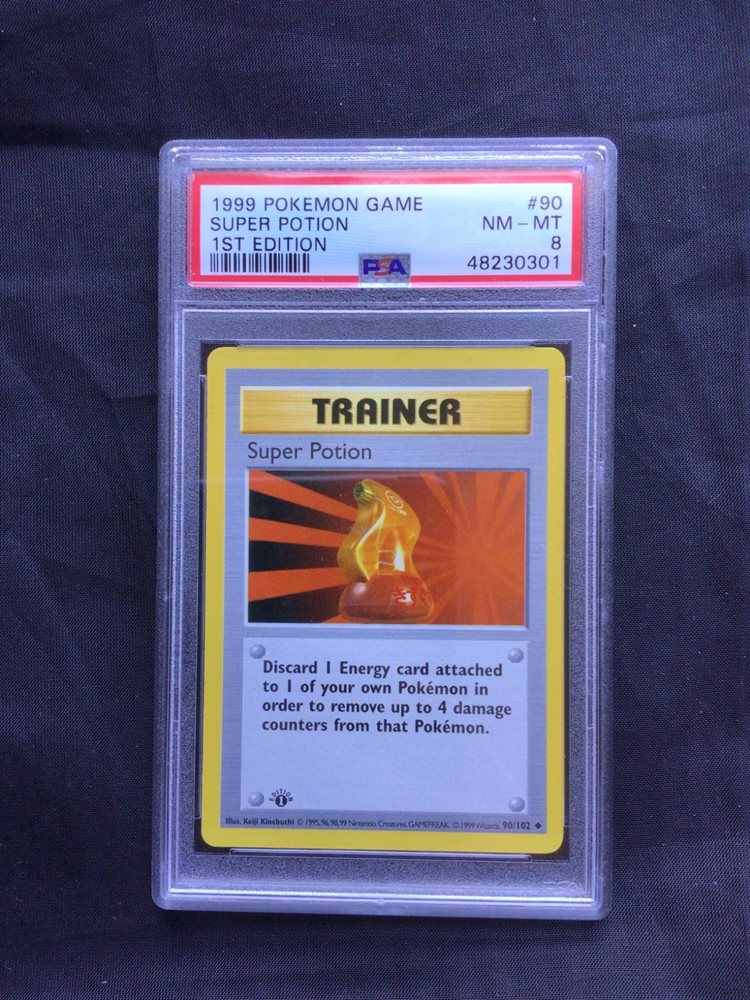 1999 POKEMON GAME #90
SUPER POTION NM - MT
1ST EDITION 8
PSA 48230301
TRAINER
Super Potion
Discard 1 Energy card attached
to 1 of your own Pokémon in
order to remove up to 4 damage
counters from that Pokémon.
EDITION
1
Illus. Keiji Kinebuchi © 1995, 96, 98, 99 Nintendo, Creatures, GAMEFREAK. © 1999 Wizards. 90/102